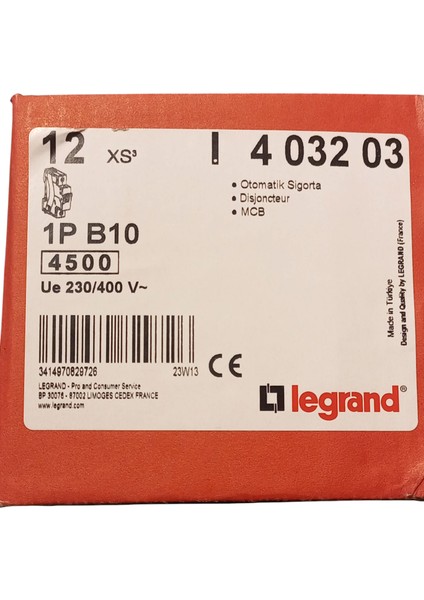 12 XS³ 4 032 03
• Otomatik Sigorta
• Disjoncteur
• MCB
1P B10
4500
Ue 230/400 V~
3414970829726 23W13
CE
LEGRAND - Pro and Consumer Service
BP 30076 - 87002 LIMOGES CEDEX FRANCE
www.legrand.com
legrand®
Made in Türkiye
Design and Quality by LEGRAND (France)